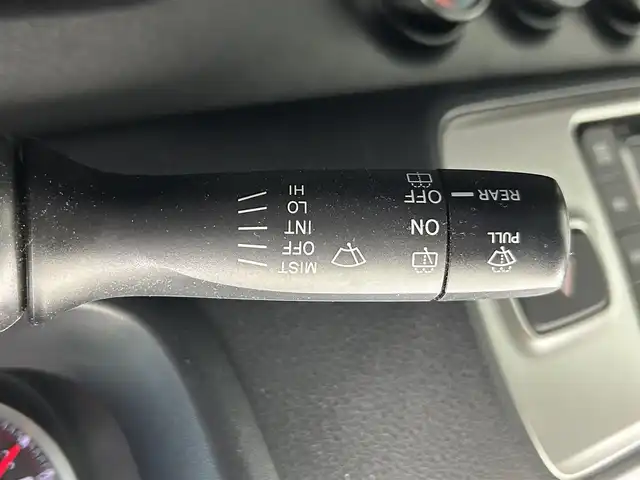 PULL
REAR
ON
OFF
MIST
OFF
INT
LO
HI